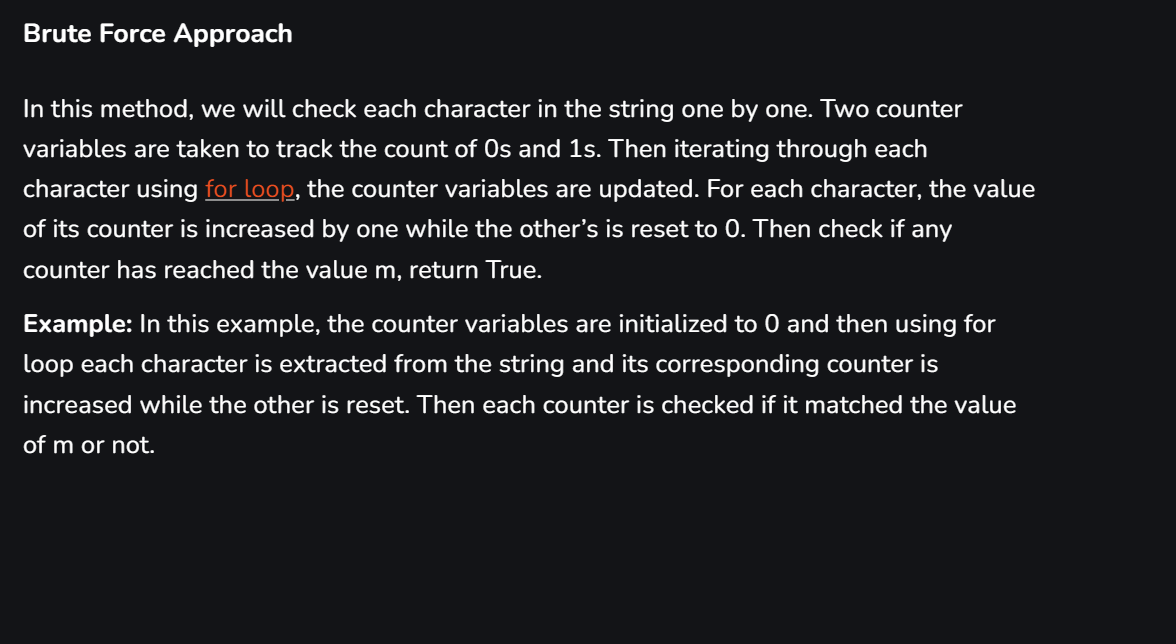 Brute Force Approach
In this method, we will check each character in the string one by one. Two counter
variables are taken to track the count of 0s and 1s. Then iterating through each
character using for loop, the counter variables are updated. For each character, the value
of its counter is increased by one while the other’s is reset to 0. Then check if any
counter has reached the value m, return True.
Example: In this example, the counter variables are initialized to 0 and then using for
loop each character is extracted from the string and its corresponding counter is
increased while the other is reset. Then each counter is checked if it matched the value
of m or not.